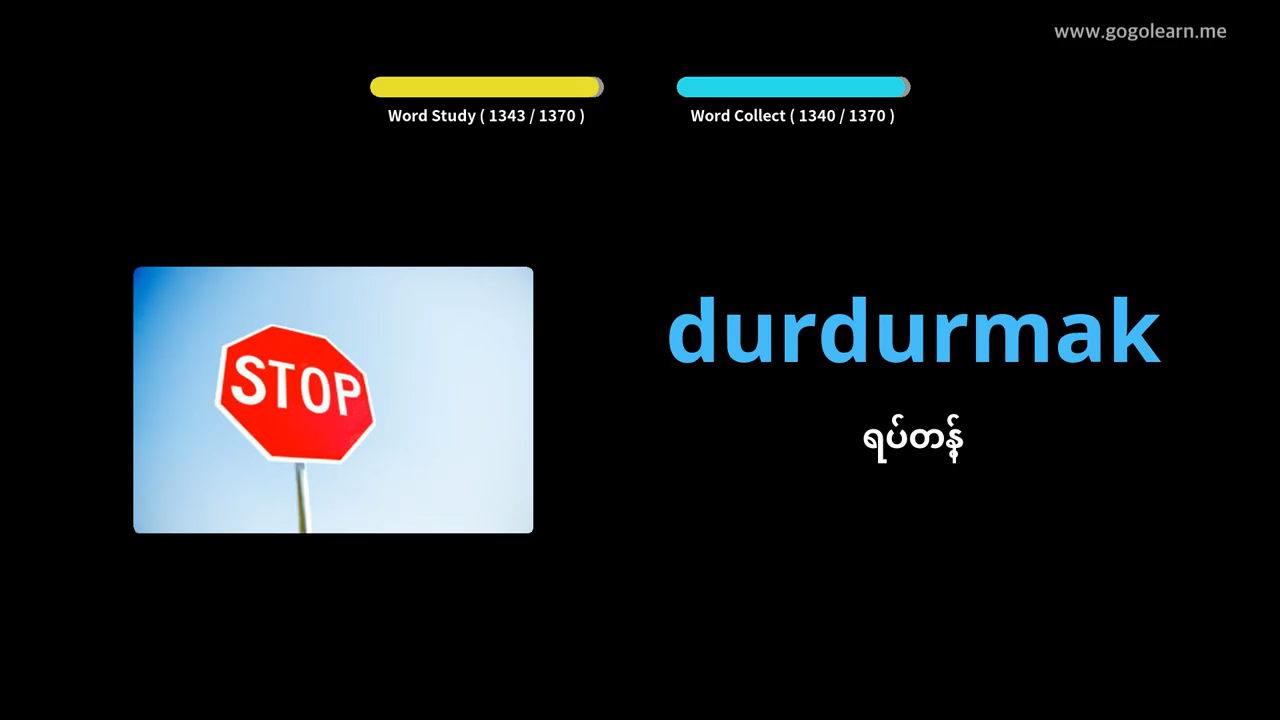 www.gogolearn.me
Word Study ( 1343 / 1370 )
Word Collect ( 1340 / 1370 )
STOP
durdurmak
ရပ်တန့်